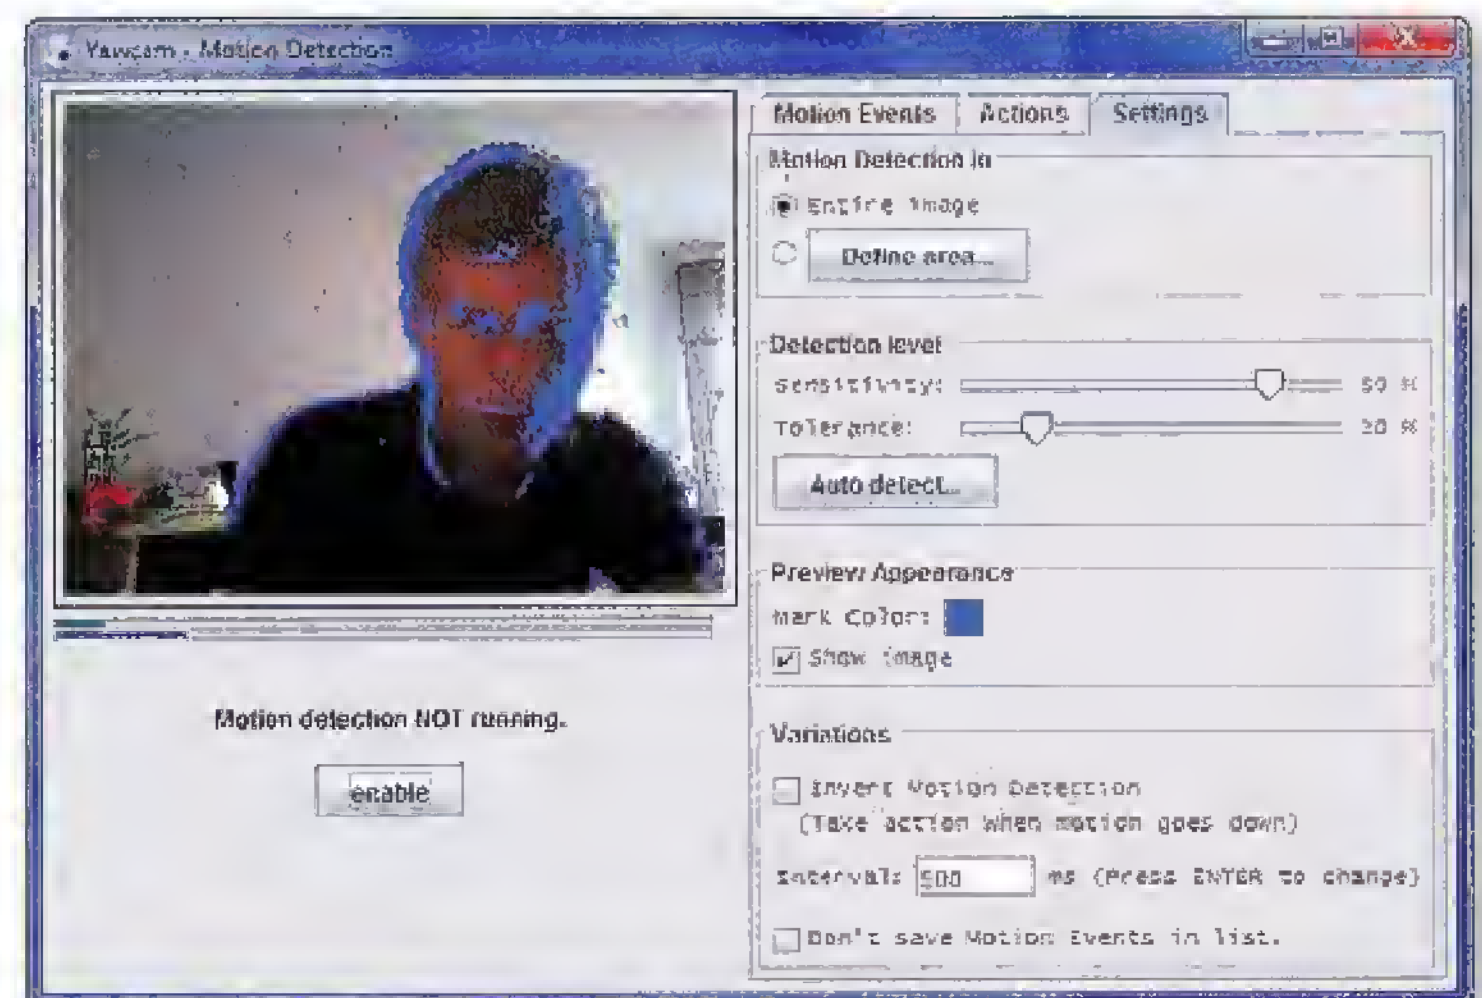 Yawcam - Motion Detection
Motion Events
Actions
Settings
Motion Detection in
Entire image
Define area...
Detection level
Sensitivity:
%
Tolerance:
20 %
Auto detect...
Preview Appearance
Mark Color:
Show image
Motion detection NOT running.
enable
Variations
Invert Motion Detection
(Take action when motion goes down)
Interval: 500 ms (Press ENTER to change)
Don't save Motion Events in list.